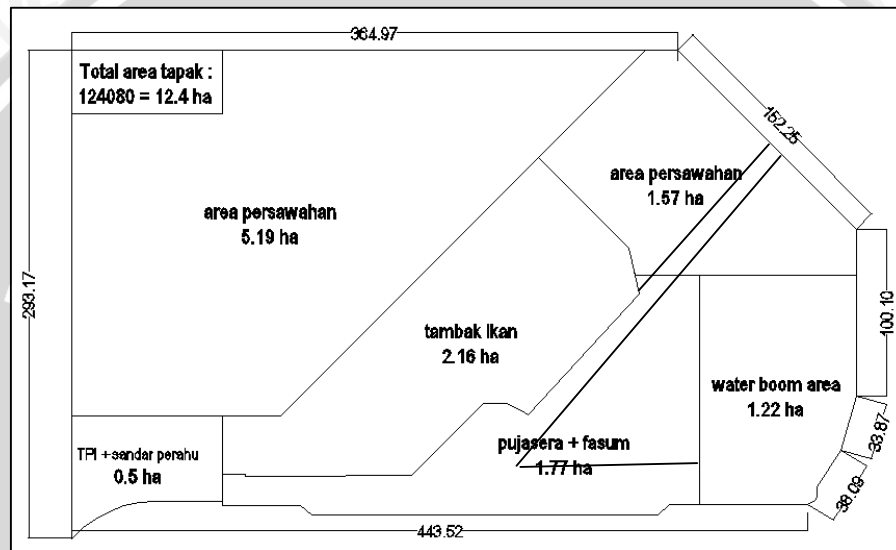 364.97
Total area tapak :
124080 = 12.4 ha
152.25
area persawahan
1.57 ha
area persawahan
5.19 ha
293.17
100.10
tambak ikan
2.16 ha
water boom area
1.22 ha
33.87
pujasera + fasum
1.77 ha
TPI +sandar perahu
0.5 ha
38.09
443.52